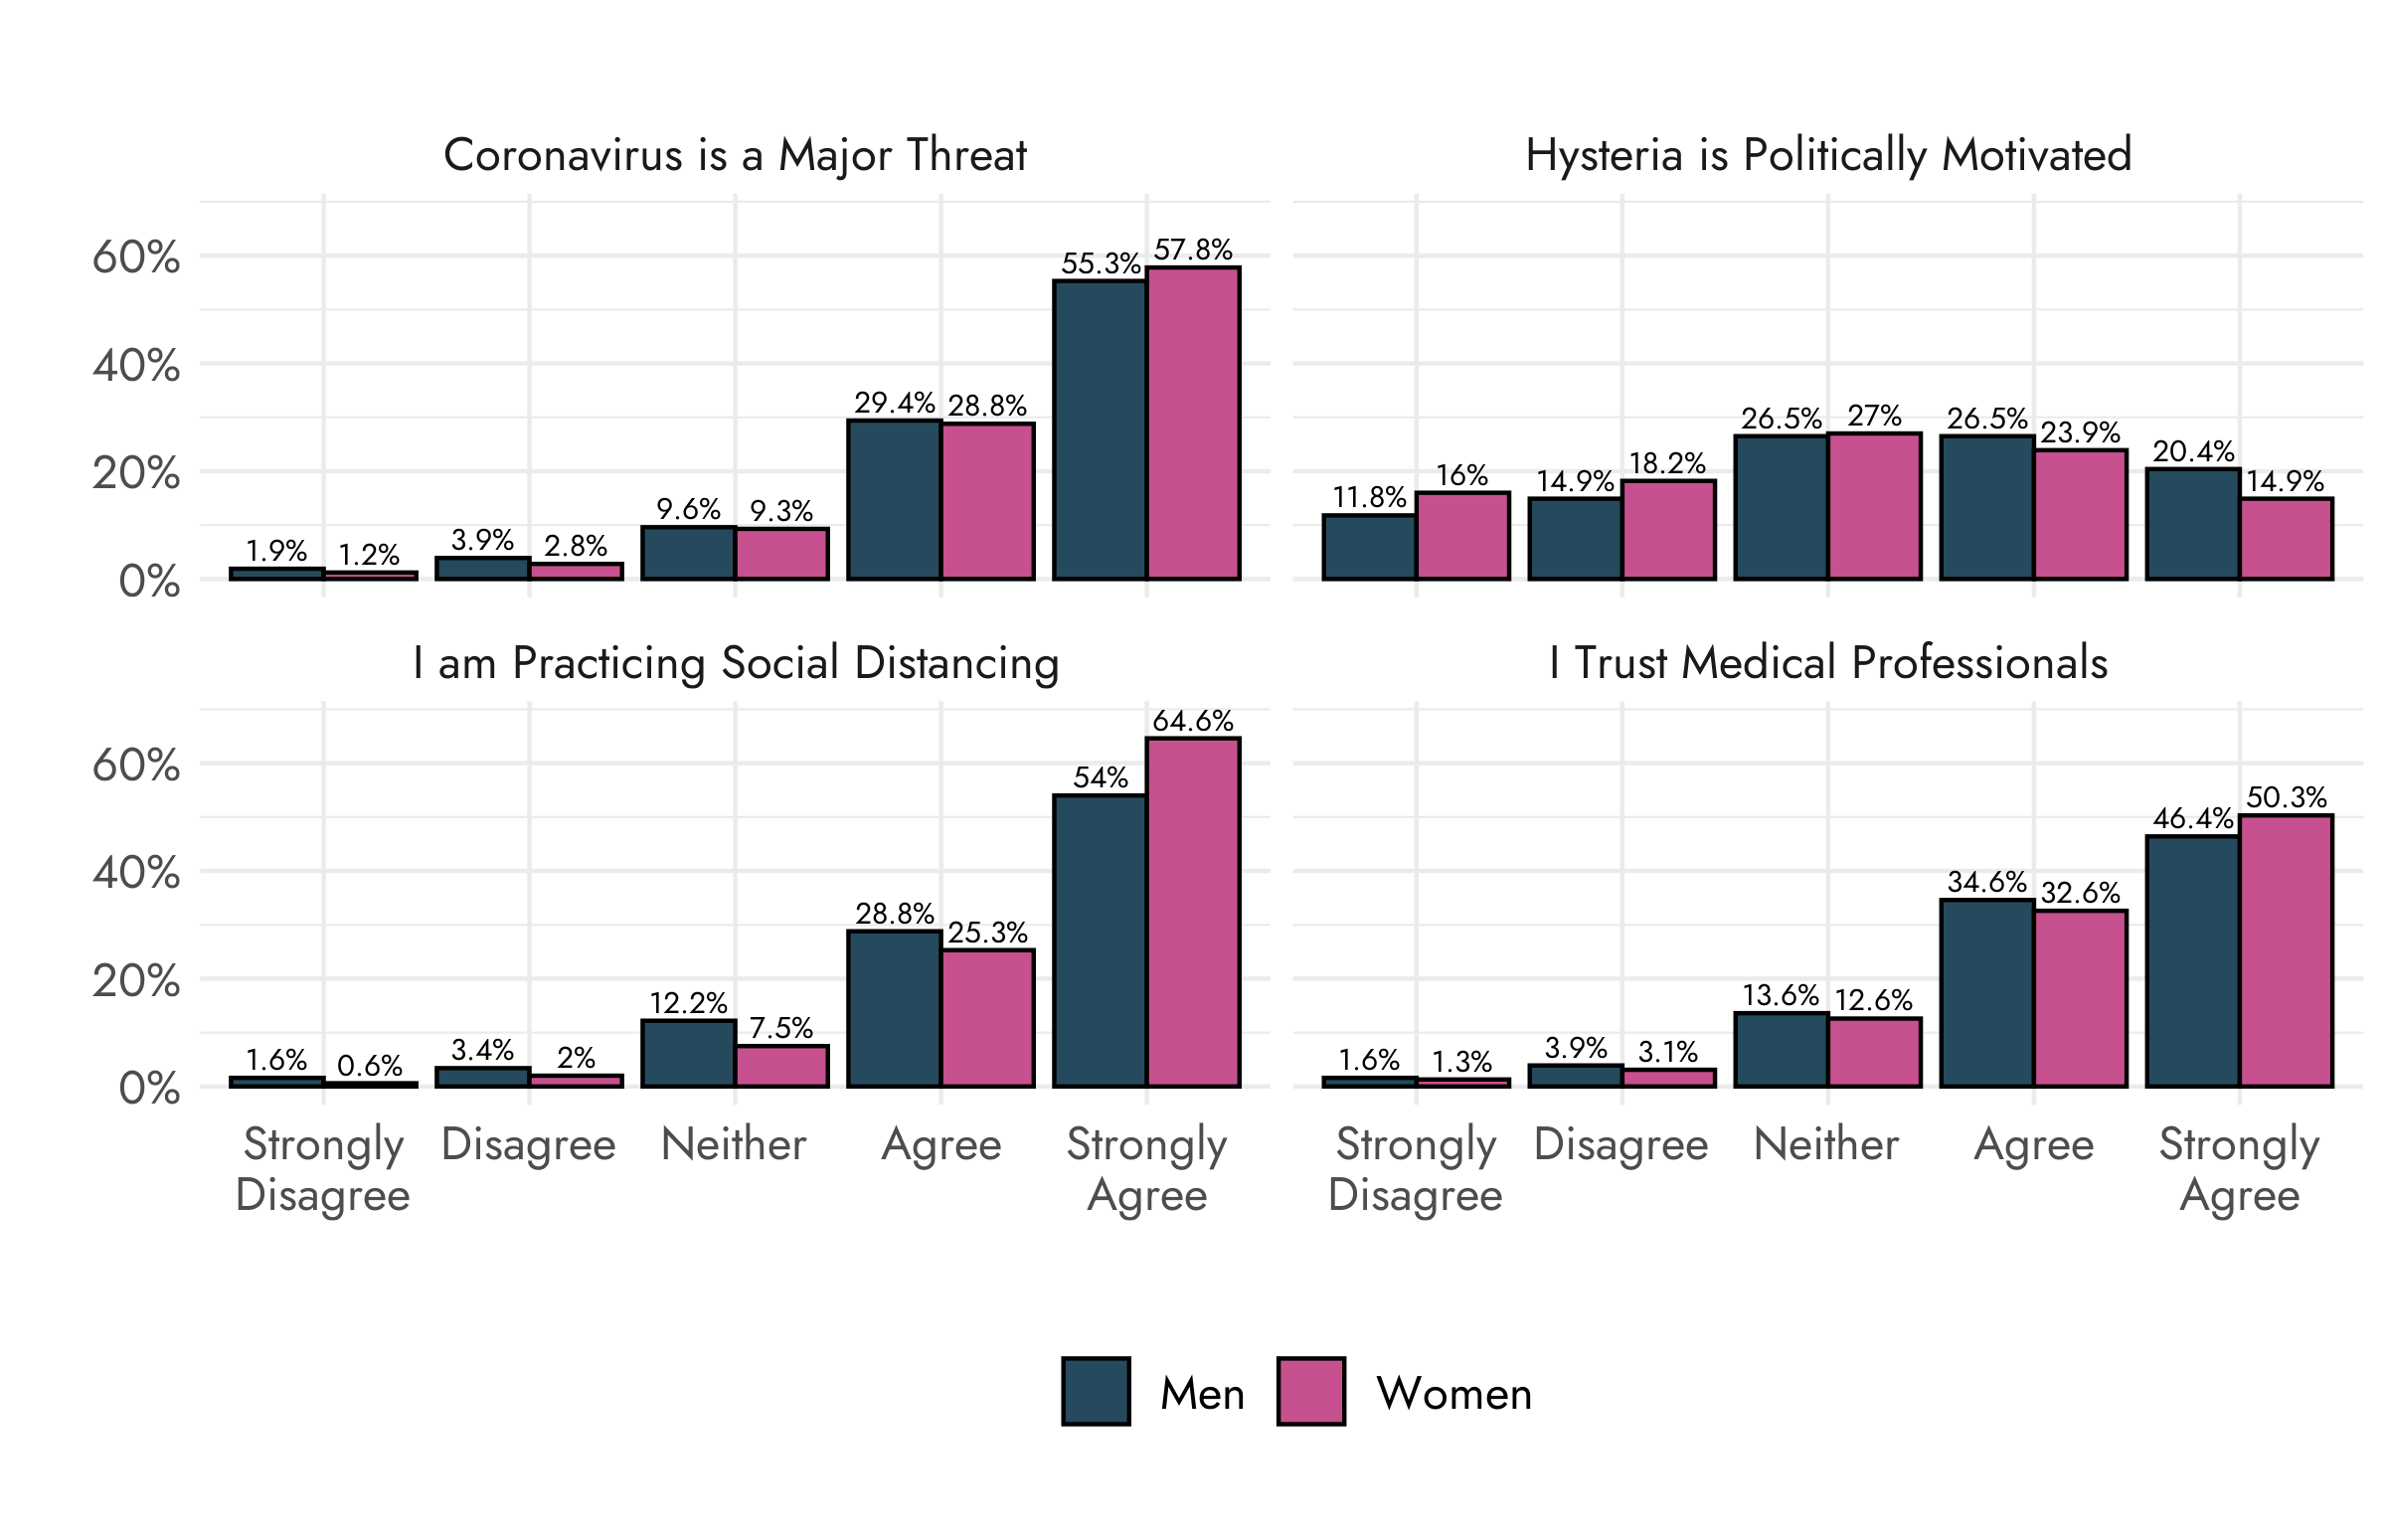 Coronavirus is a Major Threat
Hysteria is Politically Motivated
60%
40%
20%
0%
1.9% 1.2% 3.9% 2.8% 9.6% 9.3% 29.4% 28.8% 55.3% 57.8%
11.8% 16% 14.9% 18.2% 26.5% 27% 26.5% 23.9% 20.4% 14.9%
I am Practicing Social Distancing
I Trust Medical Professionals
60%
40%
20%
0%
1.6% 0.6% 3.4% 2% 12.2% 7.5% 28.8% 25.3% 54% 64.6%
1.6% 1.3% 3.9% 3.1% 13.6% 12.6% 34.6% 32.6% 46.4% 50.3%
Strongly Disagree Neither Agree Strongly
Disagree Agree
Strongly Disagree Neither Agree Strongly
Disagree Agree
Men Women